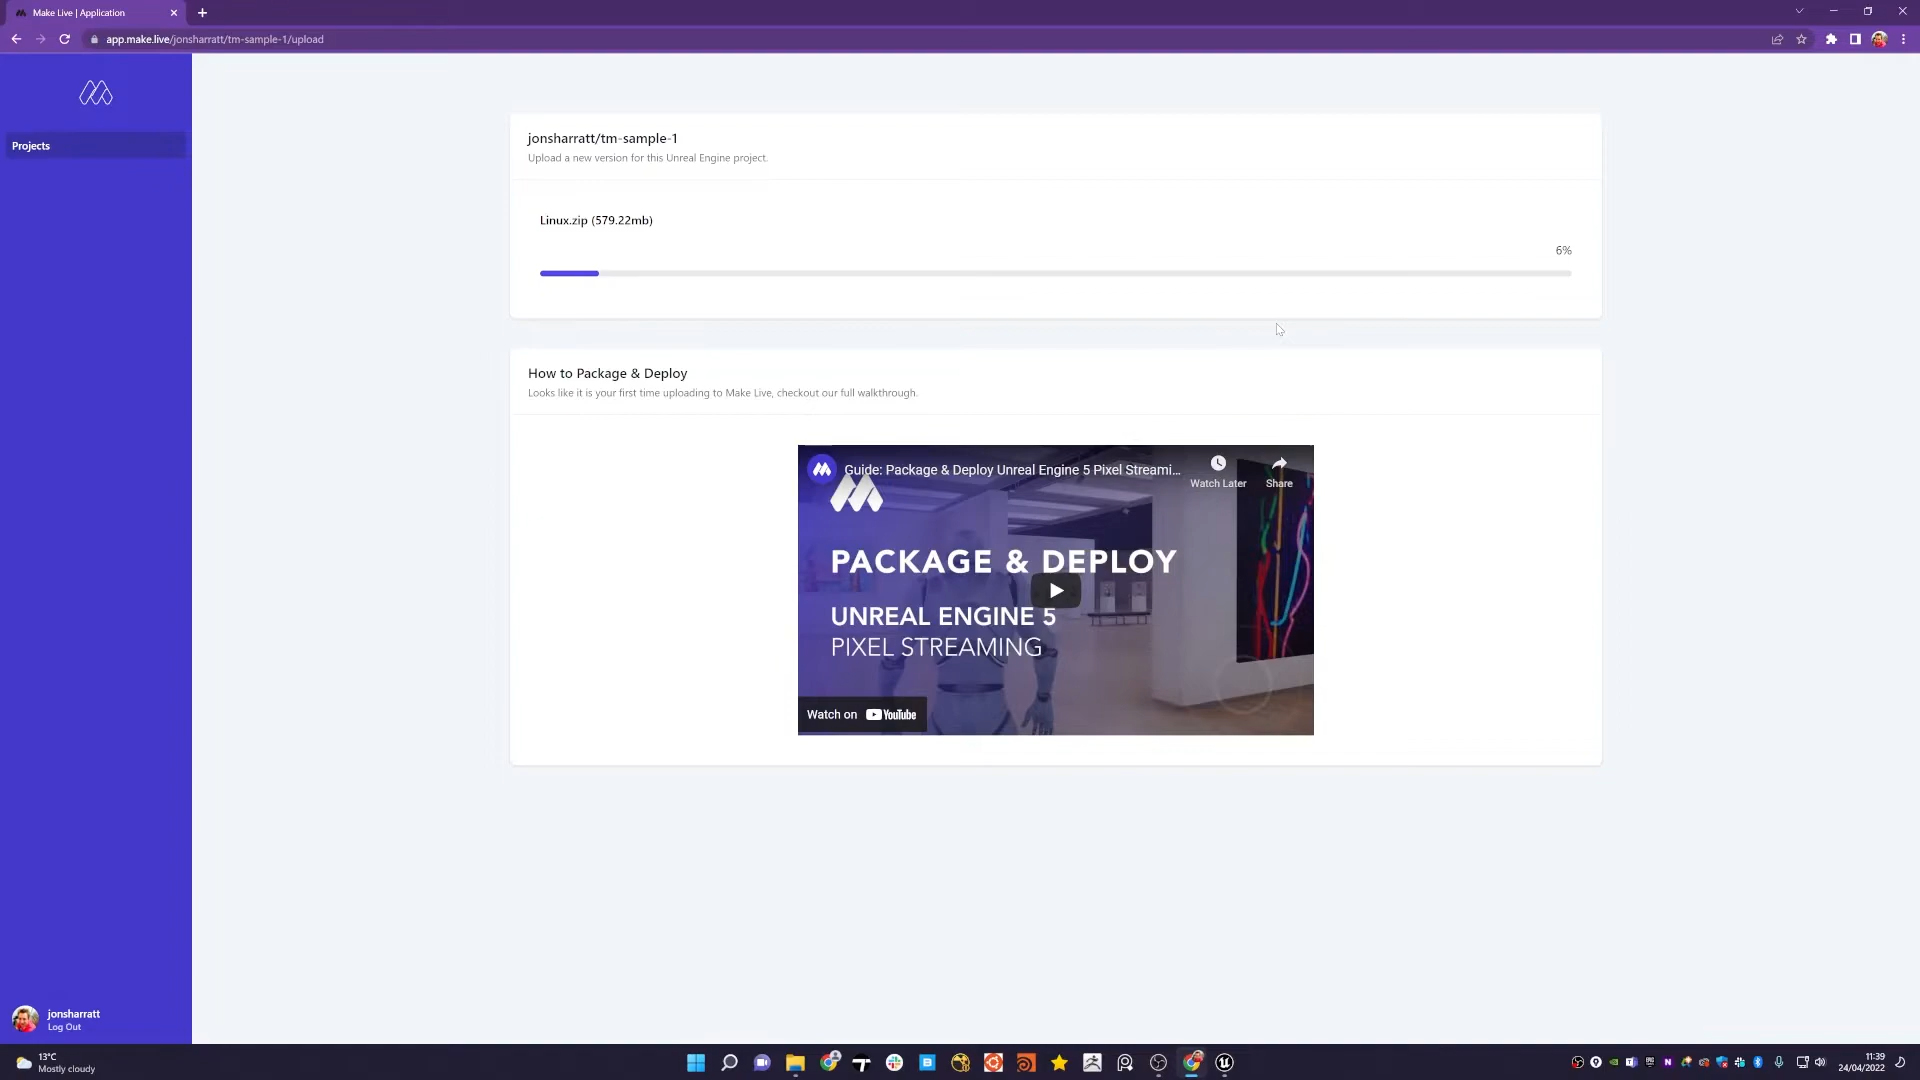 Make Live | Application
app.make.live/jonsharratt/tm-sample-1/upload
Projects
jonsharratt/tm-sample-1
Upload a new version for this Unreal Engine project.
Linux.zip (579.22mb)
6%
How to Package & Deploy
Looks like it is your first time uploading to Make Live, checkout our full walkthrough.
Guide: Package & Deploy Unreal Engine 5 Pixel Streami...
Watch Later
Share
PACKAGE & DEPLOY
UNREAL ENGINE 5
PIXEL STREAMING
Watch on YouTube
jonsharratt
Log Out
13°C
Mostly cloudy
11:39
24/04/2022